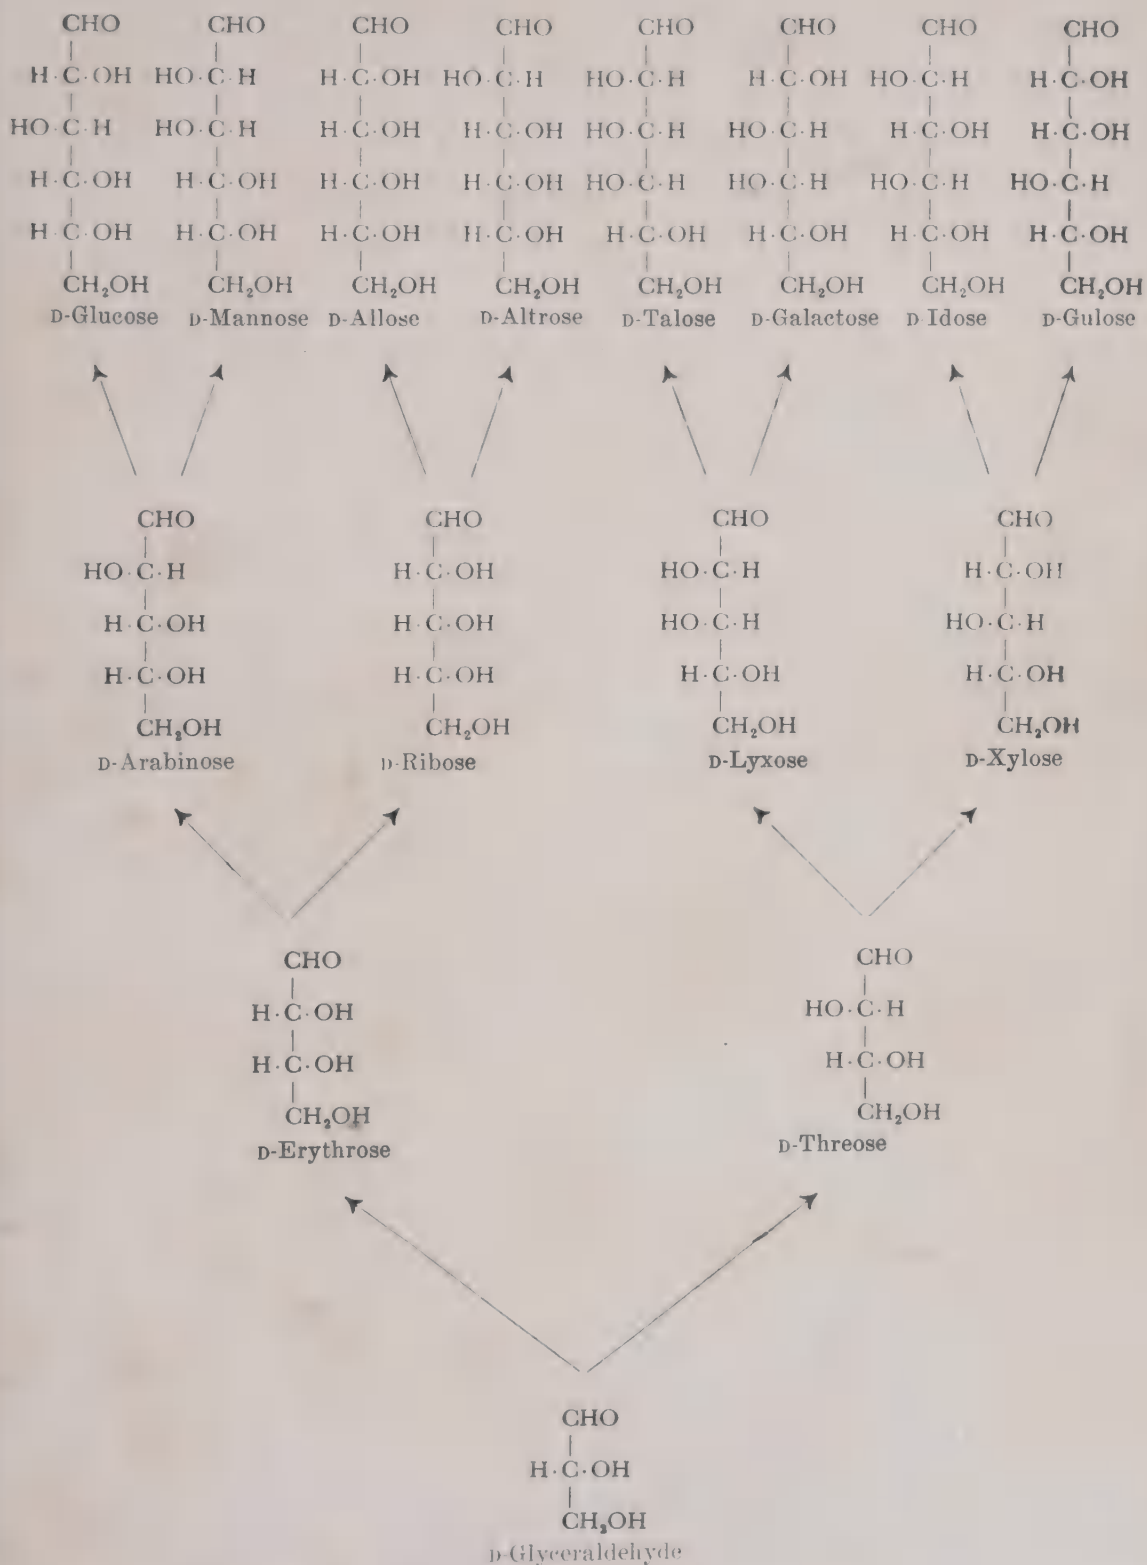 CHO CHO CHO CHO CHO CHO CHO CHO
H·C·OH HO·C·H H·C·OH HO·C·H HO·C·H H·C·OH HO·C·H H·C·OH
HO·C·H HO·C·H H·C·OH H·C·OH HO·C·H HO·C·H H·C·OH H·C·OH
H·C·OH H·C·OH H·C·OH H·C·OH HO·C·H HO·C·H HO·C·H HO·C·H
H·C·OH H·C·OH H·C·OH H·C·OH H·C·OH H·C·OH H·C·OH H·C·OH
CH₂OH CH₂OH CH₂OH CH₂OH CH₂OH CH₂OH CH₂OH CH₂OH
D-Glucose D-Mannose D-Allose D-Altrose D-Talose D-Galactose D Idose D-Gulose
CHO CHO CHO CHO
HO·C·H H·C·OH HO·C·H H·C·OH
H·C·OH H·C·OH HO·C·H HO·C·H
H·C·OH H·C·OH H·C·OH H·C·OH
CH₂OH CH₂OH CH₂OH CH₂OH
D-Arabinose D-Ribose D-Lyxose D-Xylose
CHO CHO
H·C·OH HO·C·H
H·C·OH H·C·OH
CH₂OH CH₂OH
D-Erythrose D-Threose
CHO
H·C·OH
CH₂OH
D-Glyceraldehyde